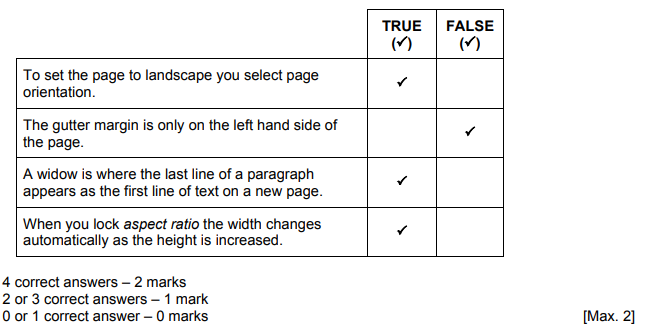 TRUE FALSE
(✓) (✓)
To set the page to landscape you select page
orientation.
✓
The gutter margin is only on the left hand side of
the page.
✓
A widow is where the last line of a paragraph
appears as the first line of text on a new page.
✓
When you lock aspect ratio the width changes
automatically as the height is increased.
✓
4 correct answers – 2 marks
2 or 3 correct answers – 1 mark
0 or 1 correct answer – 0 marks [Max. 2]